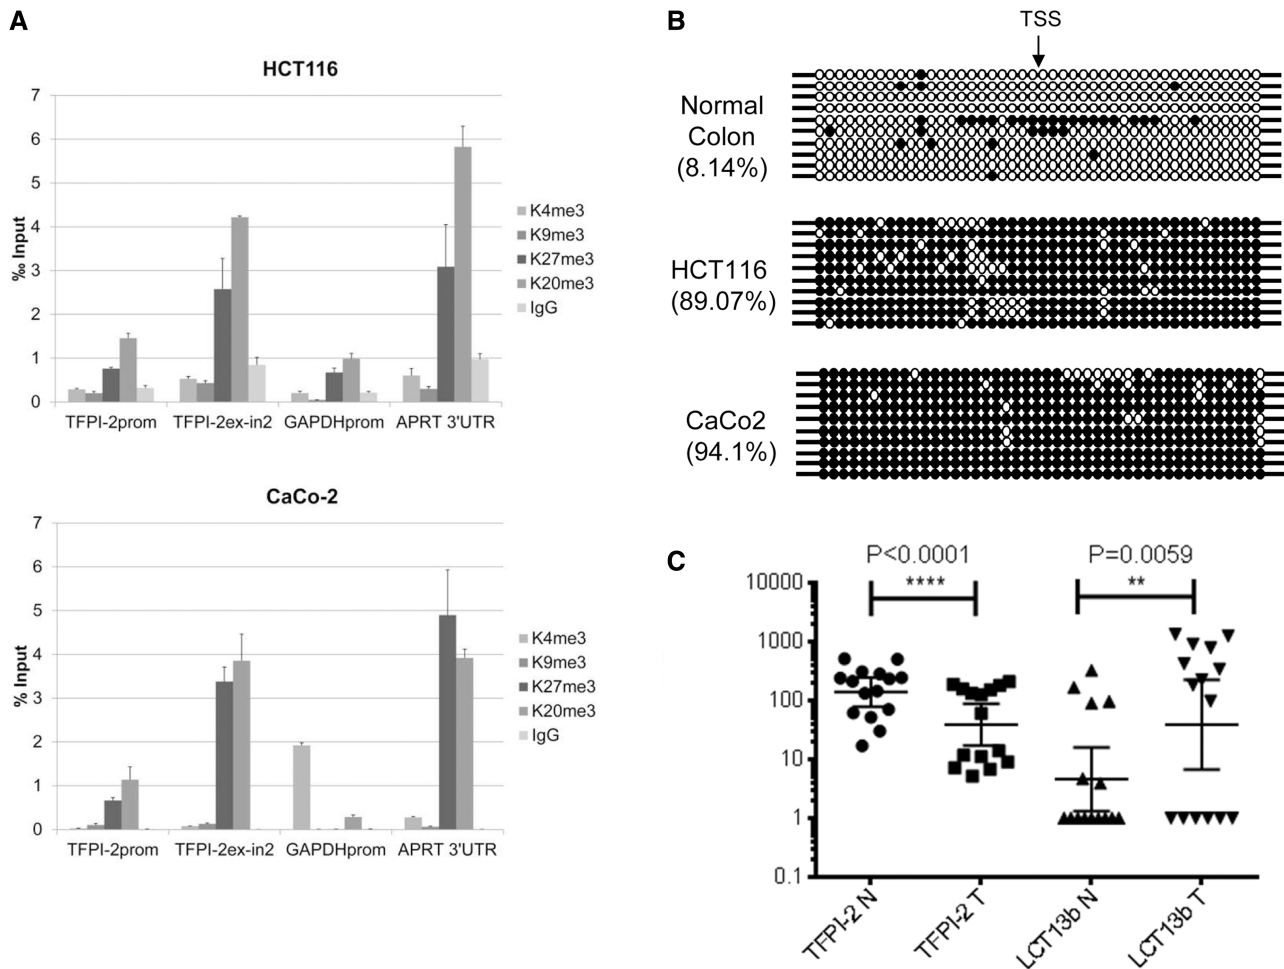 A
HCT116
7
6
5
4
3
2
1
0
‰ Input
TFPI-2prom TFPI-2ex-in2 GAPDHprom APRT 3'UTR
K4me3
K9me3
K27me3
K20me3
IgG
CaCo-2
7
6
5
4
3
2
1
0
% Input
TFPI-2prom TFPI-2ex-in2 GAPDHprom APRT 3'UTR
K4me3
K9me3
K27me3
K20me3
IgG
B
TSS
Normal
Colon
(8.14%)
HCT116
(89.07%)
CaCo2
(94.1%)
C
P<0.0001 P=0.0059
**** **
10000
1000
100
10
1
0.1
TFPI-2 N
TFPI-2 T
LCT13b N
LCT13b T